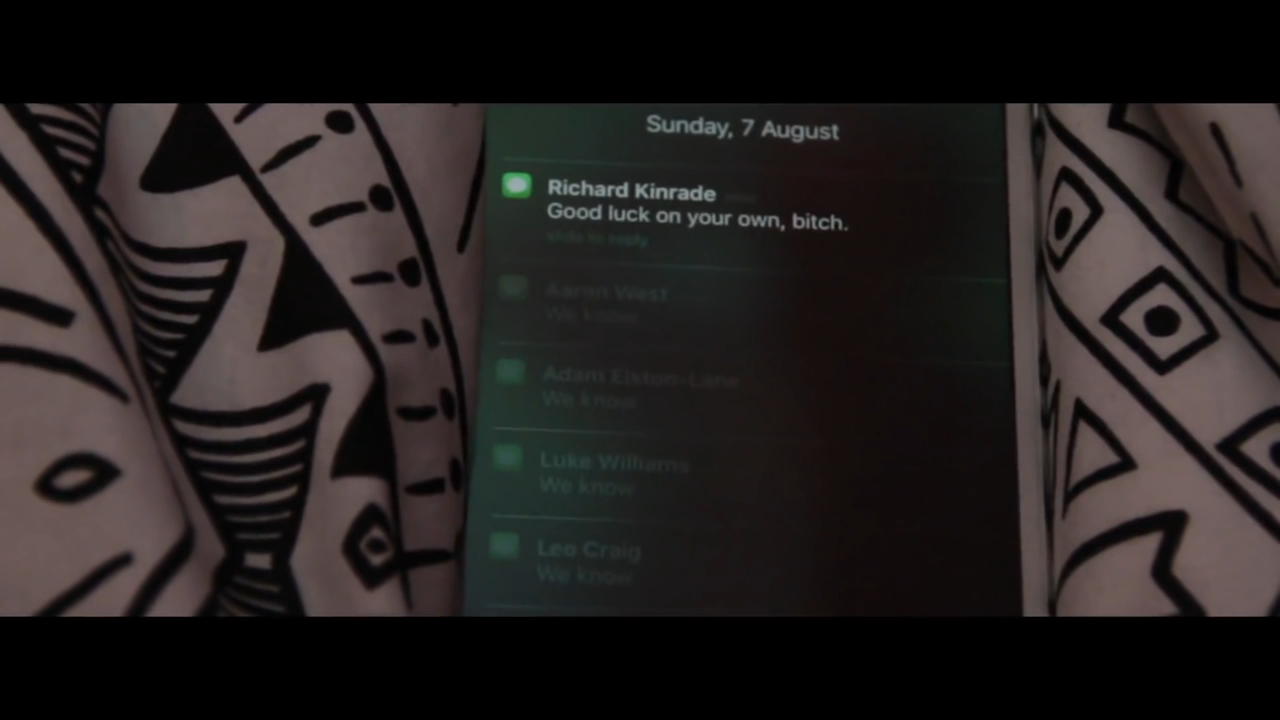 Sunday, 7 August
Richard Kinrade
Good luck on your own, bitch.
slide to reply
Aaron West
We know
Adam Elston-Lane
We know
Luke Williams
We know
Leo Craig
We know